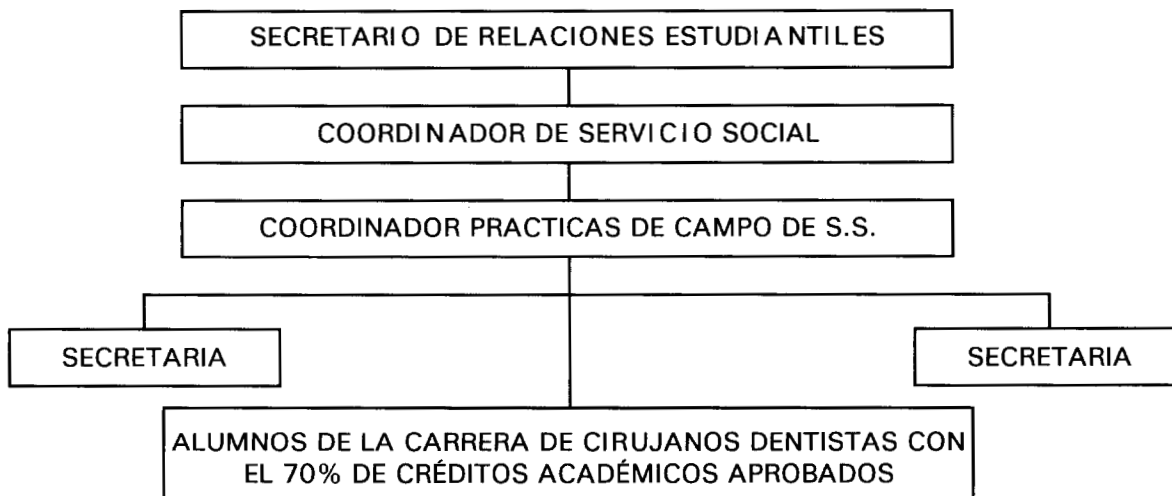 SECRETARIO DE RELACIONES ESTUDIANTILES
COORDINADOR DE SERVICIO SOCIAL
COORDINADOR PRACTICAS DE CAMPO DE S.S.
SECRETARIA
SECRETARIA
ALUMNOS DE LA CARRERA DE CIRUJANOS DENTISTAS CON
EL 70% DE CRÉDITOS ACADÉMICOS APROBADOS